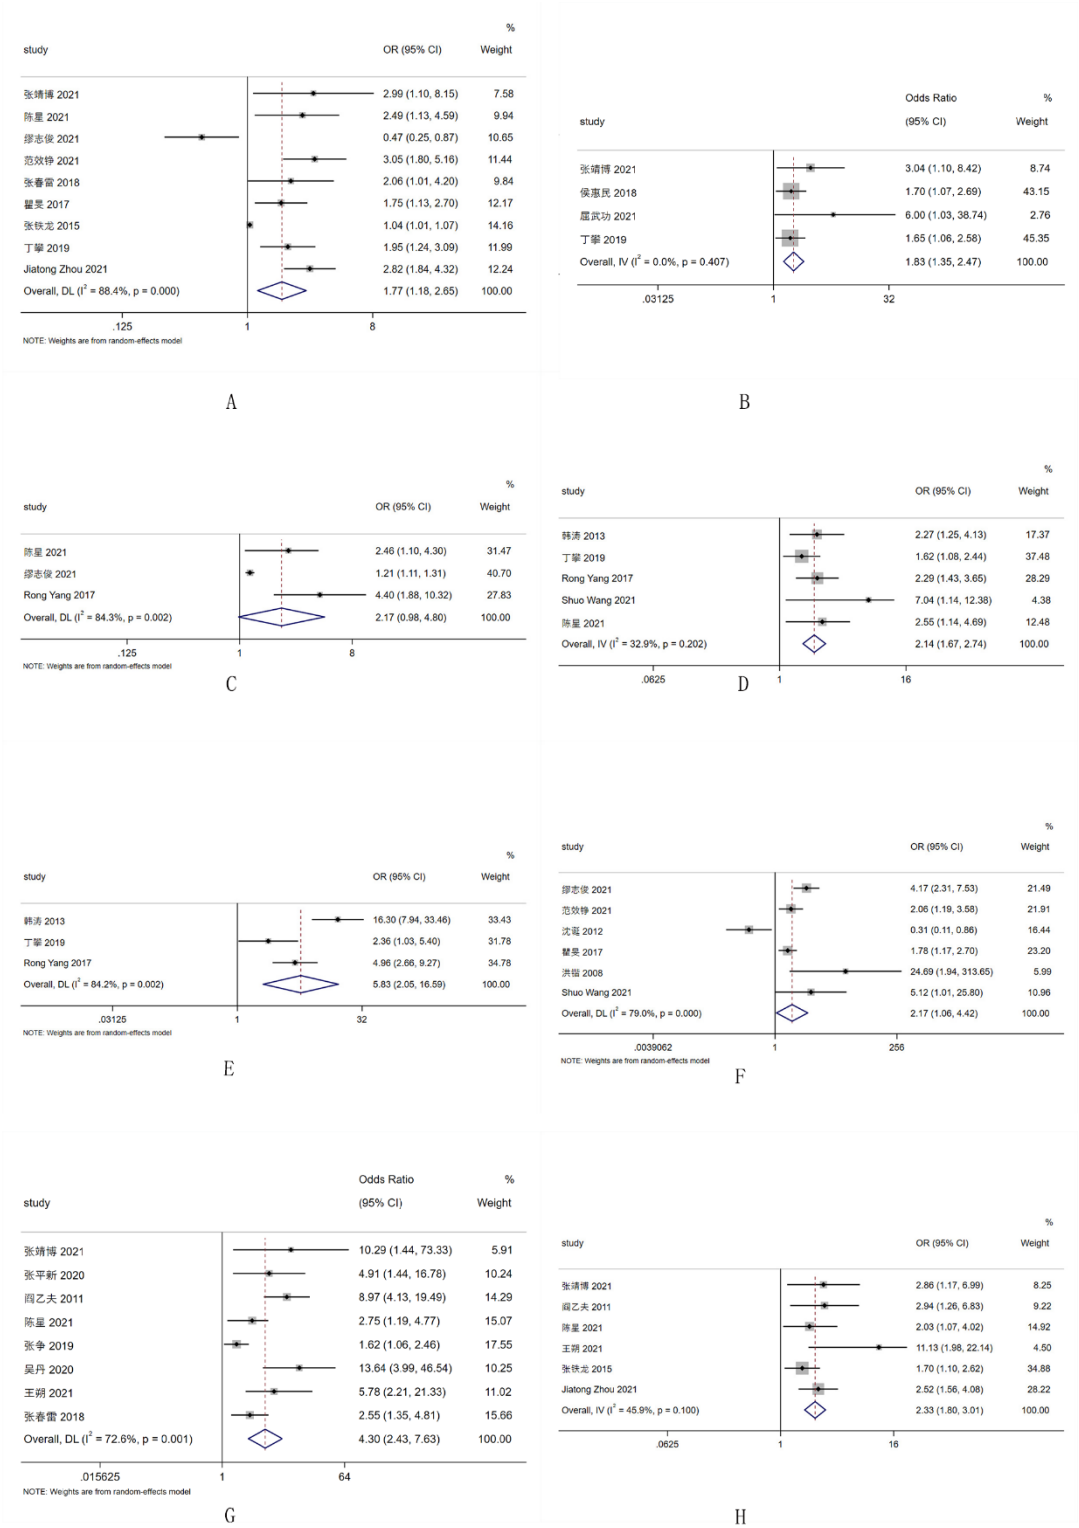 %
study OR (95% CI) Weight
张靖博 2021 2.99 (1.10, 8.15) 7.58
陈星 2021 2.49 (1.13, 4.59) 9.94
缪志俊 2021 0.47 (0.25, 0.87) 10.65
范效铮 2021 3.05 (1.80, 5.16) 11.44
张春雷 2018 2.06 (1.01, 4.20) 9.84
瞿旻 2017 1.75 (1.13, 2.70) 12.17
张铁龙 2015 1.04 (1.01, 1.07) 14.16
丁攀 2019 1.95 (1.24, 3.09) 11.99
Jiatong Zhou 2021 2.82 (1.84, 4.32) 12.24
Overall, DL (I² = 88.4%, p = 0.000) 1.77 (1.18, 2.65) 100.00
.125 1 8
NOTE: Weights are from random-effects model
A
Odds Ratio %
study (95% CI) Weight
张靖博 2021 3.04 (1.10, 8.42) 8.74
侯惠民 2018 1.70 (1.07, 2.69) 43.15
屈武功 2021 6.00 (1.03, 38.74) 2.76
丁攀 2019 1.65 (1.06, 2.58) 45.35
Overall, IV (I² = 0.0%, p = 0.407) 1.83 (1.35, 2.47) 100.00
.03125 1 32
B
%
study OR (95% CI) Weight
陈星 2021 2.46 (1.10, 4.30) 31.47
缪志俊 2021 1.21 (1.11, 1.31) 40.70
Rong Yang 2017 4.40 (1.88, 10.32) 27.83
Overall, DL (I² = 84.3%, p = 0.002) 2.17 (0.98, 4.80) 100.00
.125 1 8
NOTE: Weights are from random-effects model
C
%
study OR (95% CI) Weight
韩涛 2013 2.27 (1.25, 4.13) 17.37
丁攀 2019 1.62 (1.08, 2.44) 37.48
Rong Yang 2017 2.29 (1.43, 3.65) 28.29
Shuo Wang 2021 7.04 (1.14, 12.38) 4.38
陈星 2021 2.55 (1.14, 4.69) 12.48
Overall, IV (I² = 32.9%, p = 0.202) 2.14 (1.67, 2.74) 100.00
.0625 1 16
D
%
study OR (95% CI) Weight
韩涛 2013 16.30 (7.94, 33.46) 33.43
丁攀 2019 2.36 (1.03, 5.40) 31.78
Rong Yang 2017 4.96 (2.66, 9.27) 34.78
Overall, DL (I² = 84.2%, p = 0.002) 5.83 (2.05, 16.59) 100.00
.03125 1 32
NOTE: Weights are from random-effects model
E
%
study OR (95% CI) Weight
缪志俊 2021 4.17 (2.31, 7.53) 21.49
范效铮 2021 2.06 (1.19, 3.58) 21.91
沈诞 2012 0.31 (0.11, 0.86) 16.44
瞿旻 2017 1.78 (1.17, 2.70) 23.20
洪锴 2008 24.69 (1.94, 313.65) 5.99
Shuo Wang 2021 5.12 (1.01, 25.80) 10.96
Overall, DL (I² = 79.0%, p = 0.000) 2.17 (1.06, 4.42) 100.00
.0039062 1 256
NOTE: Weights are from random-effects model
F
Odds Ratio %
study (95% CI) Weight
张靖博 2021 10.29 (1.44, 73.33) 5.91
张平新 2020 4.91 (1.44, 16.78) 10.24
阎乙夫 2011 8.97 (4.13, 19.49) 14.29
陈星 2021 2.75 (1.19, 4.77) 15.07
张争 2019 1.62 (1.06, 2.46) 17.55
吴丹 2020 13.64 (3.99, 46.54) 10.25
王朔 2021 5.78 (2.21, 21.33) 11.02
张春雷 2018 2.55 (1.35, 4.81) 15.66
Overall, DL (I² = 72.6%, p = 0.001) 4.30 (2.43, 7.63) 100.00
.015625 1 64
NOTE: Weights are from random-effects model
G
%
study OR (95% CI) Weight
张靖博 2021 2.86 (1.17, 6.99) 8.25
阎乙夫 2011 2.94 (1.26, 6.83) 9.22
陈星 2021 2.03 (1.07, 4.02) 14.92
王朔 2021 11.13 (1.98, 22.14) 4.50
张铁龙 2015 1.70 (1.10, 2.62) 34.88
Jiatong Zhou 2021 2.52 (1.56, 4.08) 28.22
Overall, IV (I² = 45.9%, p = 0.100) 2.33 (1.80, 3.01) 100.00
.0625 1 16
H